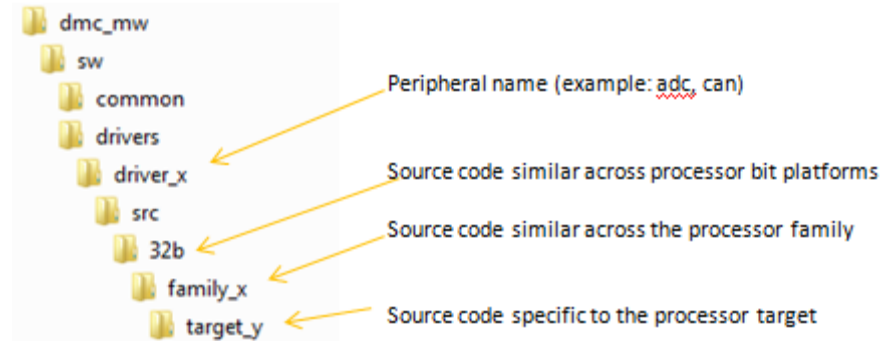 dmc_mw
sw
common
Peripheral name (example: adc, can)
drivers
driver_x
Source code similar across processor bit platforms
src
32b
Source code similar across the processor family
family_x
target_y
Source code specific to the processor target